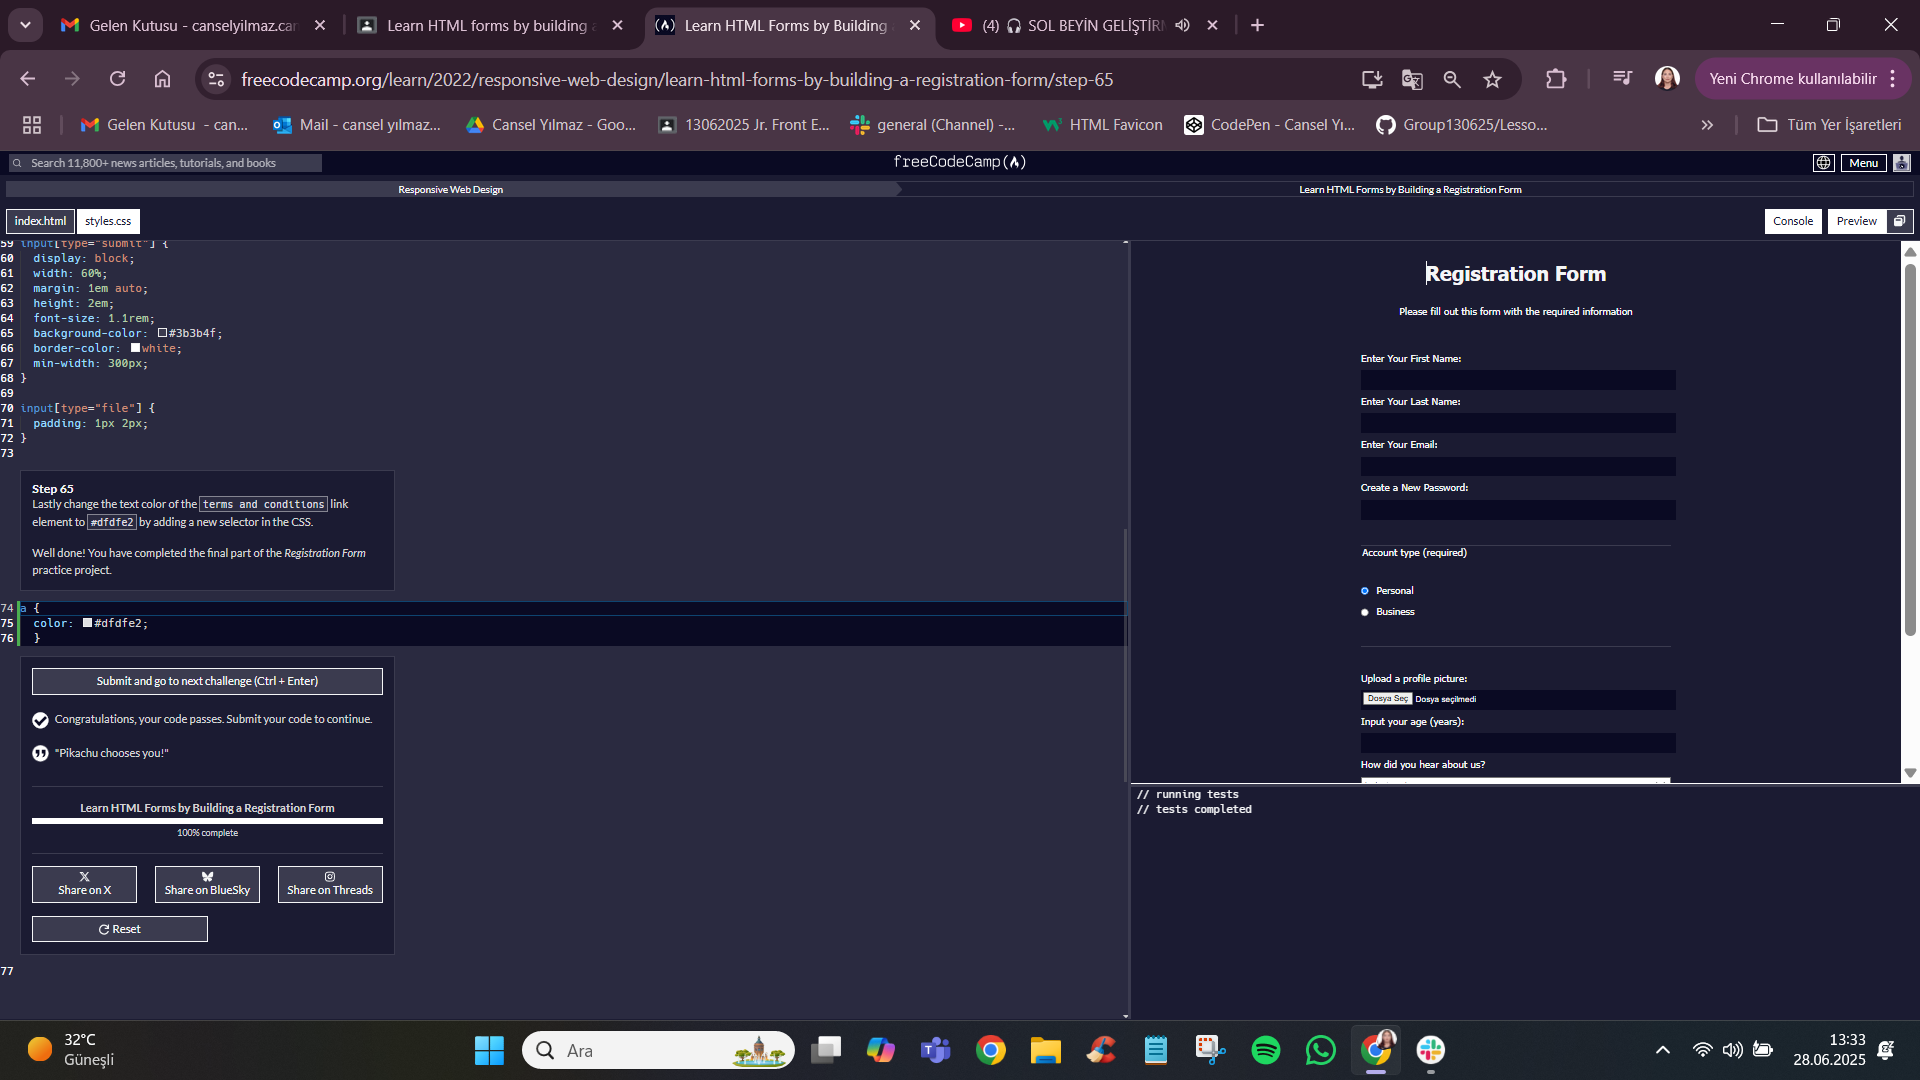 Gelen Kutusu - canselyilmaz.can
Learn HTML forms by building a
Learn HTML Forms by Building
(4) 🎧 SOL BEYİN GELİŞTİRM
freecodecamp.org/learn/2022/responsive-web-design/learn-html-forms-by-building-a-registration-form/step-65
Yeni Chrome kullanılabilir
Gelen Kutusu - can...
Mail - cansel yılmaz...
Cansel Yılmaz - Goo...
13062025 Jr. Front E...
general (Channel) -...
HTML Favicon
CodePen - Cansel Yı...
Group130625/Lesso...
»
Tüm Yer İşaretleri
Search 11,800+ news articles, tutorials, and books
freeCodeCamp
Menu
Responsive Web Design
Learn HTML Forms by Building a Registration Form
index.html
styles.css
Console
Preview
59 input[type="submit"] {
60 display: block;
61 width: 60%;
62 margin: 1em auto;
63 height: 2em;
64 font-size: 1.1rem;
65 background-color: #3b3b4f;
66 border-color: white;
67 min-width: 300px;
68 }
69
70 input[type="file"] {
71 padding: 1px 2px;
72 }
73
Step 65
Lastly change the text color of the terms and conditions link
element to #dfdfe2 by adding a new selector in the CSS.
Well done! You have completed the final part of the Registration Form
practice project.
74 a {
75 color: #dfdfe2;
76 }
Submit and go to next challenge (Ctrl + Enter)
Congratulations, your code passes. Submit your code to continue.
"Pikachu chooses you!"
Learn HTML Forms by Building a Registration Form
100% complete
Share on X
Share on BlueSky
Share on Threads
Reset
77
Registration Form
Please fill out this form with the required information
Enter Your First Name:
Enter Your Last Name:
Enter Your Email:
Create a New Password:
Account type (required)
Personal
Business
Upload a profile picture:
Dosya Seç Dosya seçilmedi
Input your age (years):
How did you hear about us?
// running tests
// tests completed
32°C
Güneşli
Ara
13:33
28.06.2025